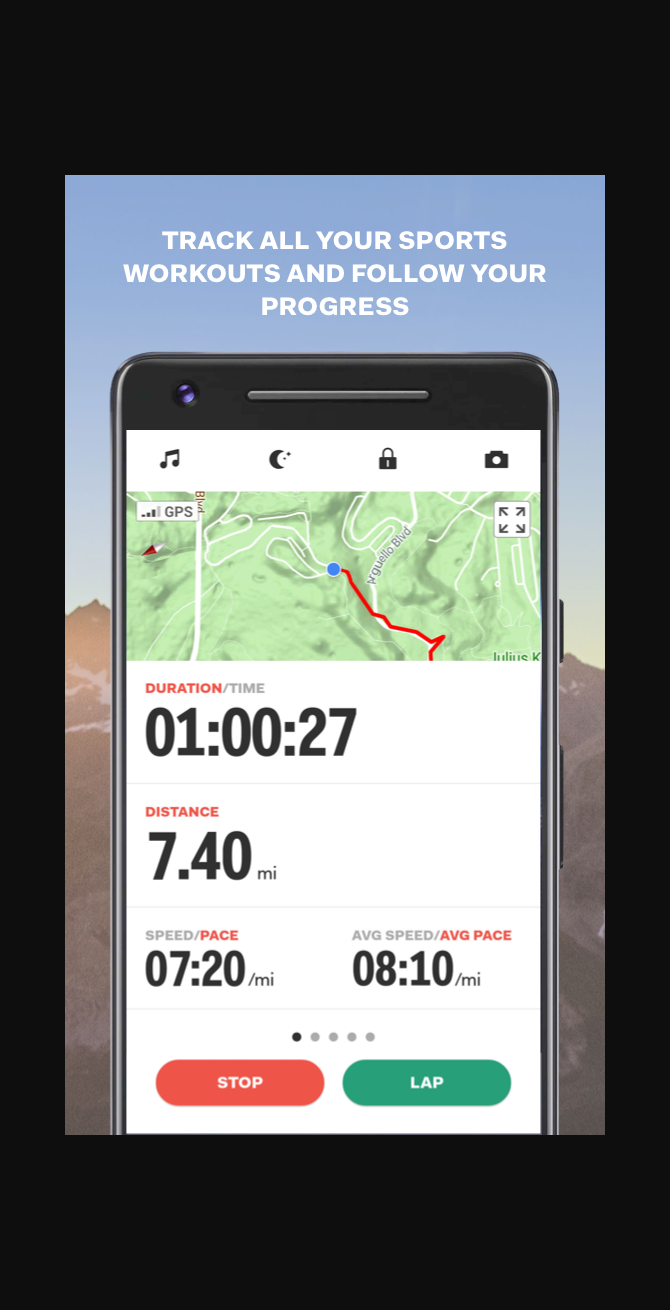 TRACK ALL YOUR SPORTS
WORKOUTS AND FOLLOW YOUR
PROGRESS
GPS
Blvd
Arguello Blvd
Julius K
DURATION/TIME
01:00:27
DISTANCE
7.40 mi
SPEED/PACE
AVG SPEED/AVG PACE
07:20/mi
08:10/mi
STOP
LAP